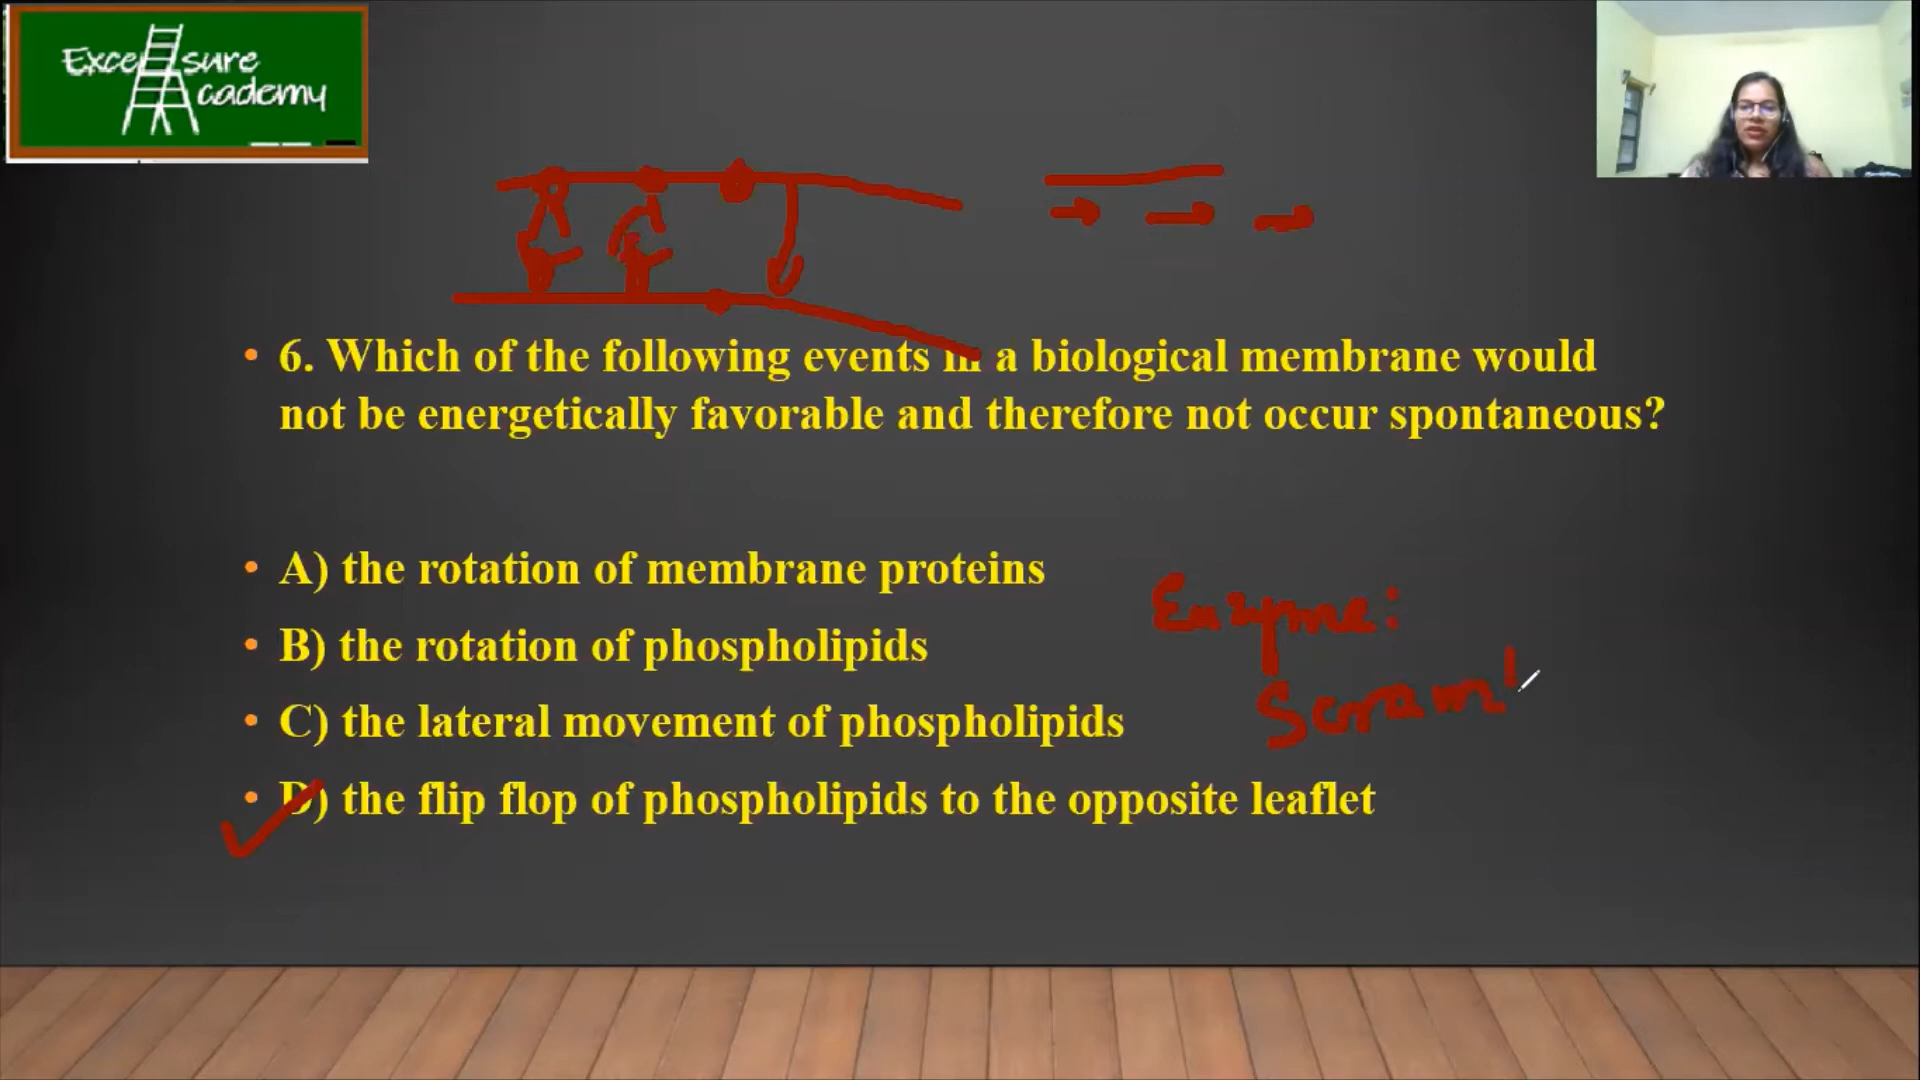 Excel sure
Academy
• 6. Which of the following events in a biological membrane would
not be energetically favorable and therefore not occur spontaneous?
• A) the rotation of membrane proteins
• B) the rotation of phospholipids
• C) the lateral movement of phospholipids
• D) the flip flop of phospholipids to the opposite leaflet
Enzyme:
Scram